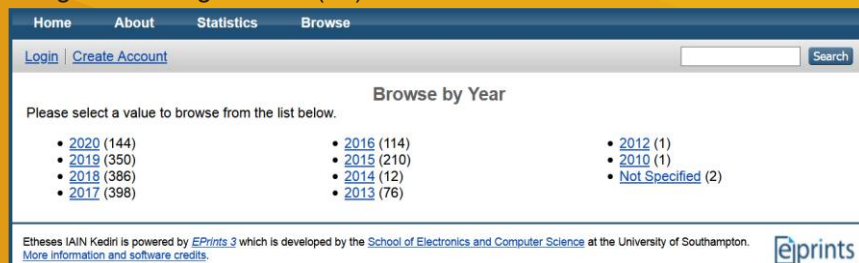 Home About Statistics Browse
Login | Create Account
Search
Browse by Year
Please select a value to browse from the list below.
• 2020 (144)
• 2019 (350)
• 2018 (386)
• 2017 (398)
• 2016 (114)
• 2015 (210)
• 2014 (12)
• 2013 (76)
• 2012 (1)
• 2010 (1)
• Not Specified (2)
Etheses IAIN Kediri is powered by EPrints 3 which is developed by the School of Electronics and Computer Science at the University of Southampton.
More information and software credits.
eprints